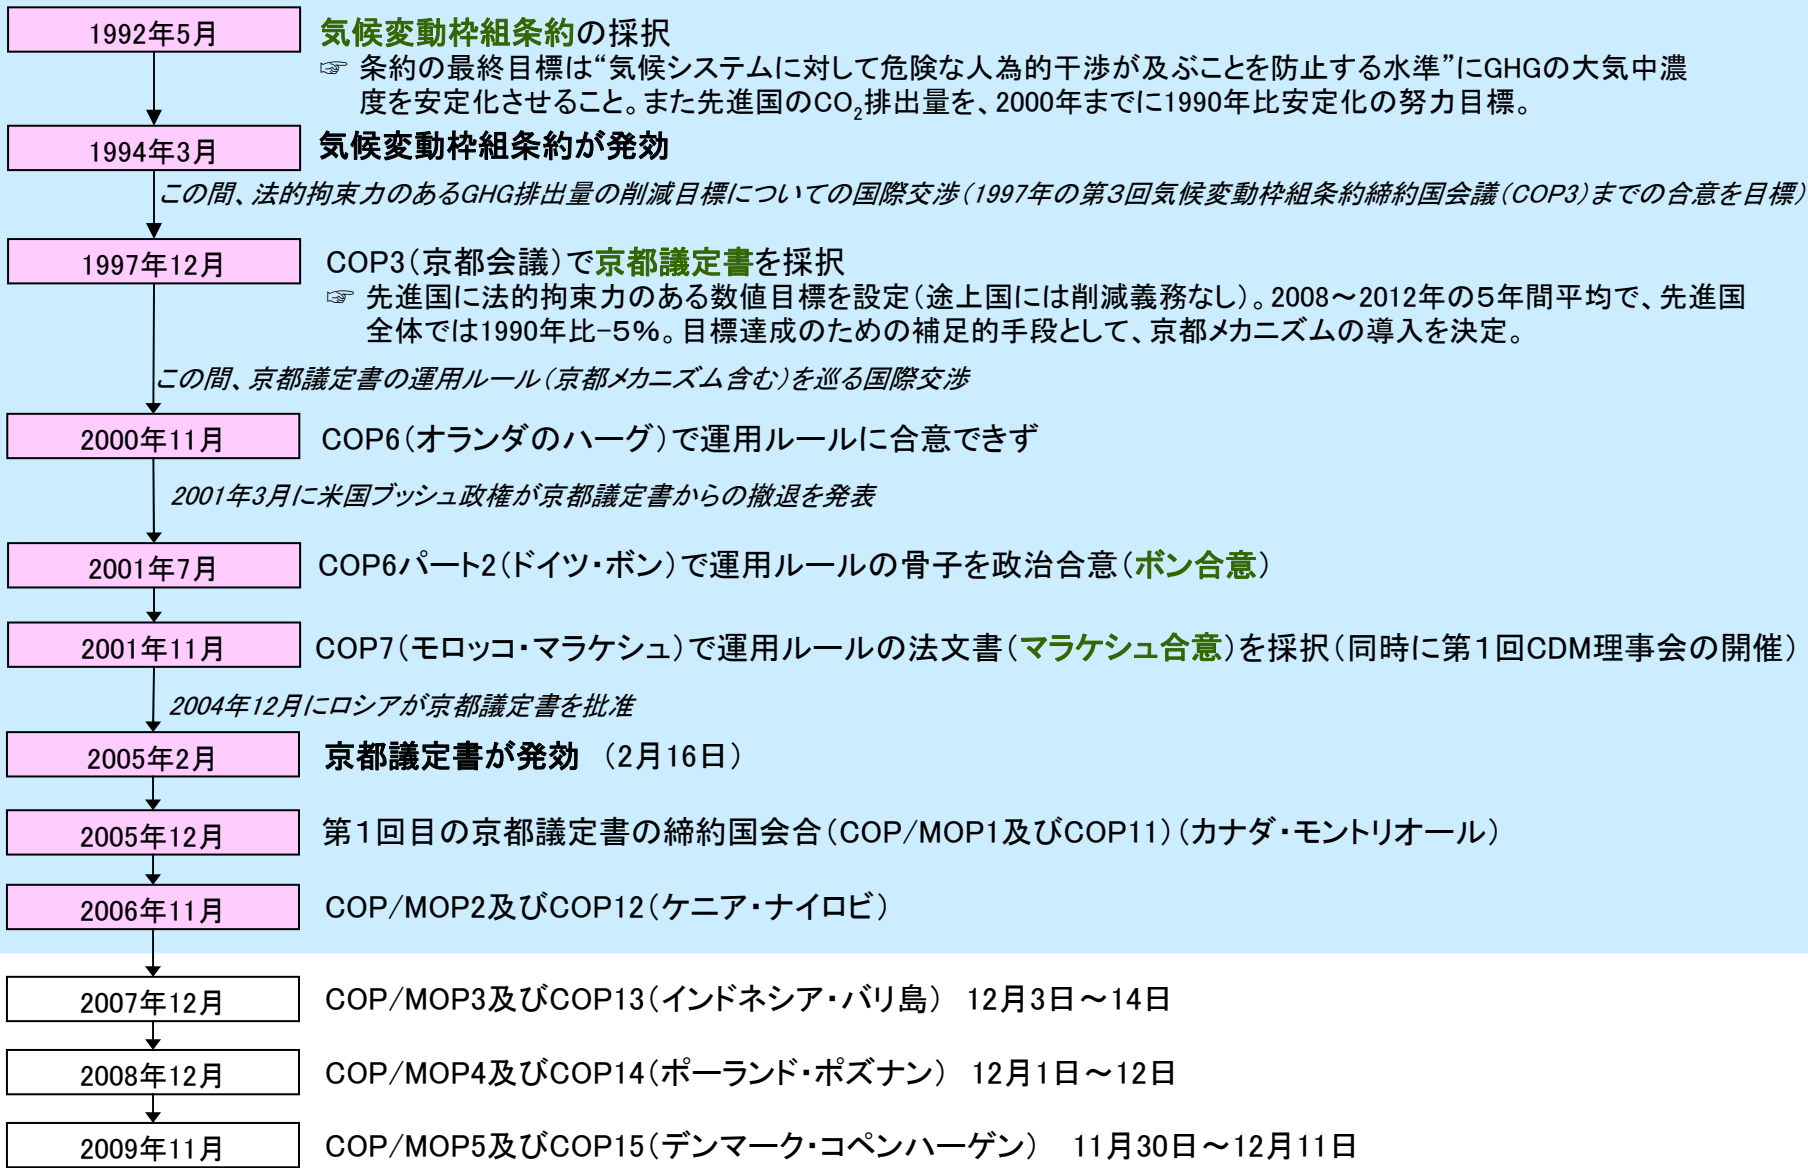 1992年5月
気候変動枠組条約の採択
☞ 条約の最終目標は“気候システムに対して危険な人為的干渉が及ぶことを防止する水準”にGHGの大気中濃
度を安定化させること。また先進国のCO₂排出量を、2000年までに1990年比安定化の努力目標。
1994年3月
気候変動枠組条約が発効
この間、法的拘束力のあるGHG排出量の削減目標についての国際交渉（1997年の第３回気候変動枠組条約締約国会議（COP3）までの合意を目標）
1997年12月
COP3（京都会議）で京都議定書を採択
☞ 先進国に法的拘束力のある数値目標を設定（途上国には削減義務なし）。2008～2012年の５年間平均で、先進国
全体では1990年比-５%。目標達成のための補足的手段として、京都メカニズムの導入を決定。
この間、京都議定書の運用ルール（京都メカニズム含む）を巡る国際交渉
2000年11月
COP6（オランダのハーグ）で運用ルールに合意できず
2001年3月に米国ブッシュ政権が京都議定書からの撤退を発表
2001年7月
COP6パート2（ドイツ・ボン）で運用ルールの骨子を政治合意（ボン合意）
2001年11月
COP7（モロッコ・マラケシュ）で運用ルールの法文書（マラケシュ合意）を採択（同時に第１回CDM理事会の開催）
2004年12月にロシアが京都議定書を批准
2005年2月
京都議定書が発効 （2月16日）
2005年12月
第１回目の京都議定書の締約国会合（COP/MOP1及びCOP11）（カナダ・モントリオール）
2006年11月
COP/MOP2及びCOP12（ケニア・ナイロビ）
2007年12月
COP/MOP3及びCOP13（インドネシア・バリ島） 12月3日～14日
2008年12月
COP/MOP4及びCOP14（ポーランド・ポズナン） 12月1日～12日
2009年11月
COP/MOP5及びCOP15（デンマーク・コペンハーゲン） 11月30日～12月11日